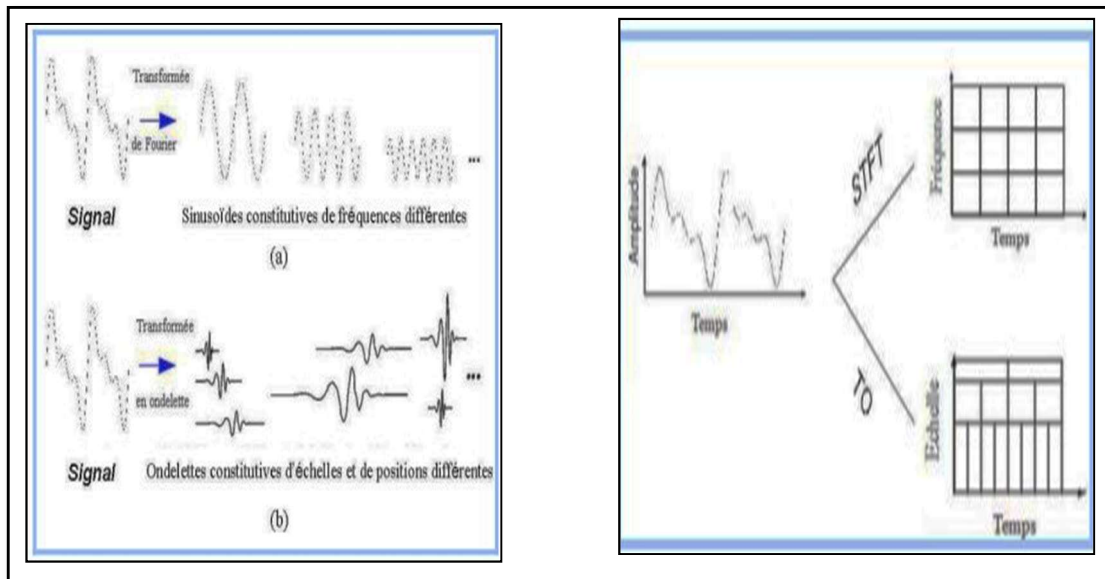 Transformée
de Fourier
...
Signal
Sinusoïdes constitutives de fréquences différentes
(a)
Transformée
en ondelette
...
Signal
Ondelettes constitutives d'échelles et de positions différentes
(b)
Amplitude
Temps
STFT
TO
Fréquence
Temps
Echelle
Temps